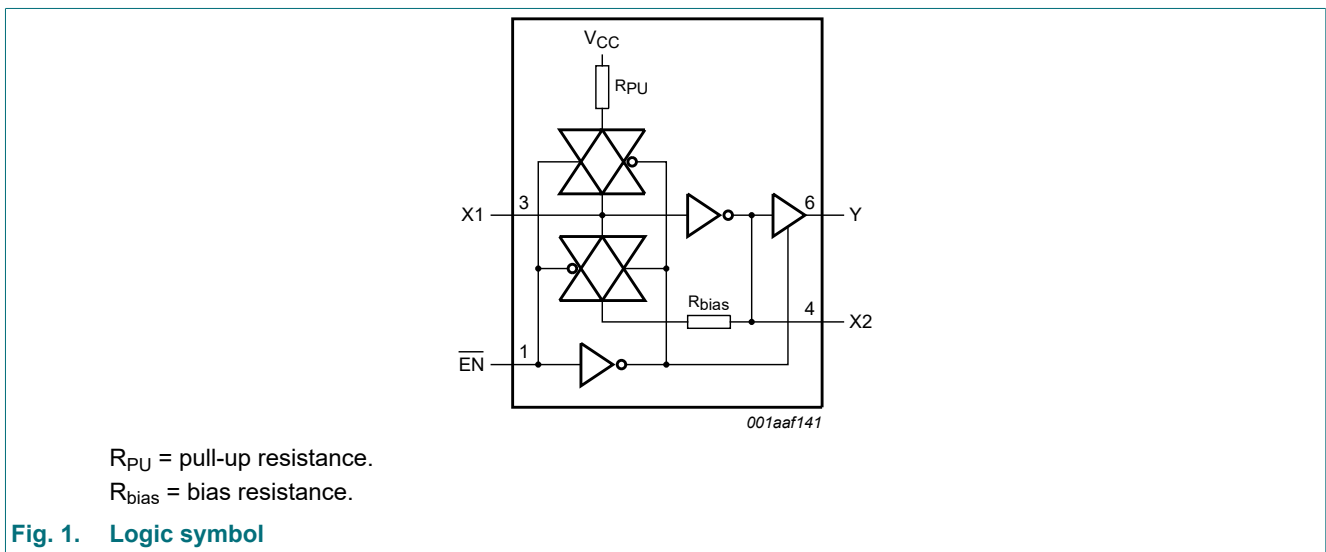 VCC
RPU
3
X1
6
Y
Rbias
4
X2
1
EN
001aaf141
RPU = pull-up resistance.
Rbias = bias resistance.
Fig. 1. Logic symbol